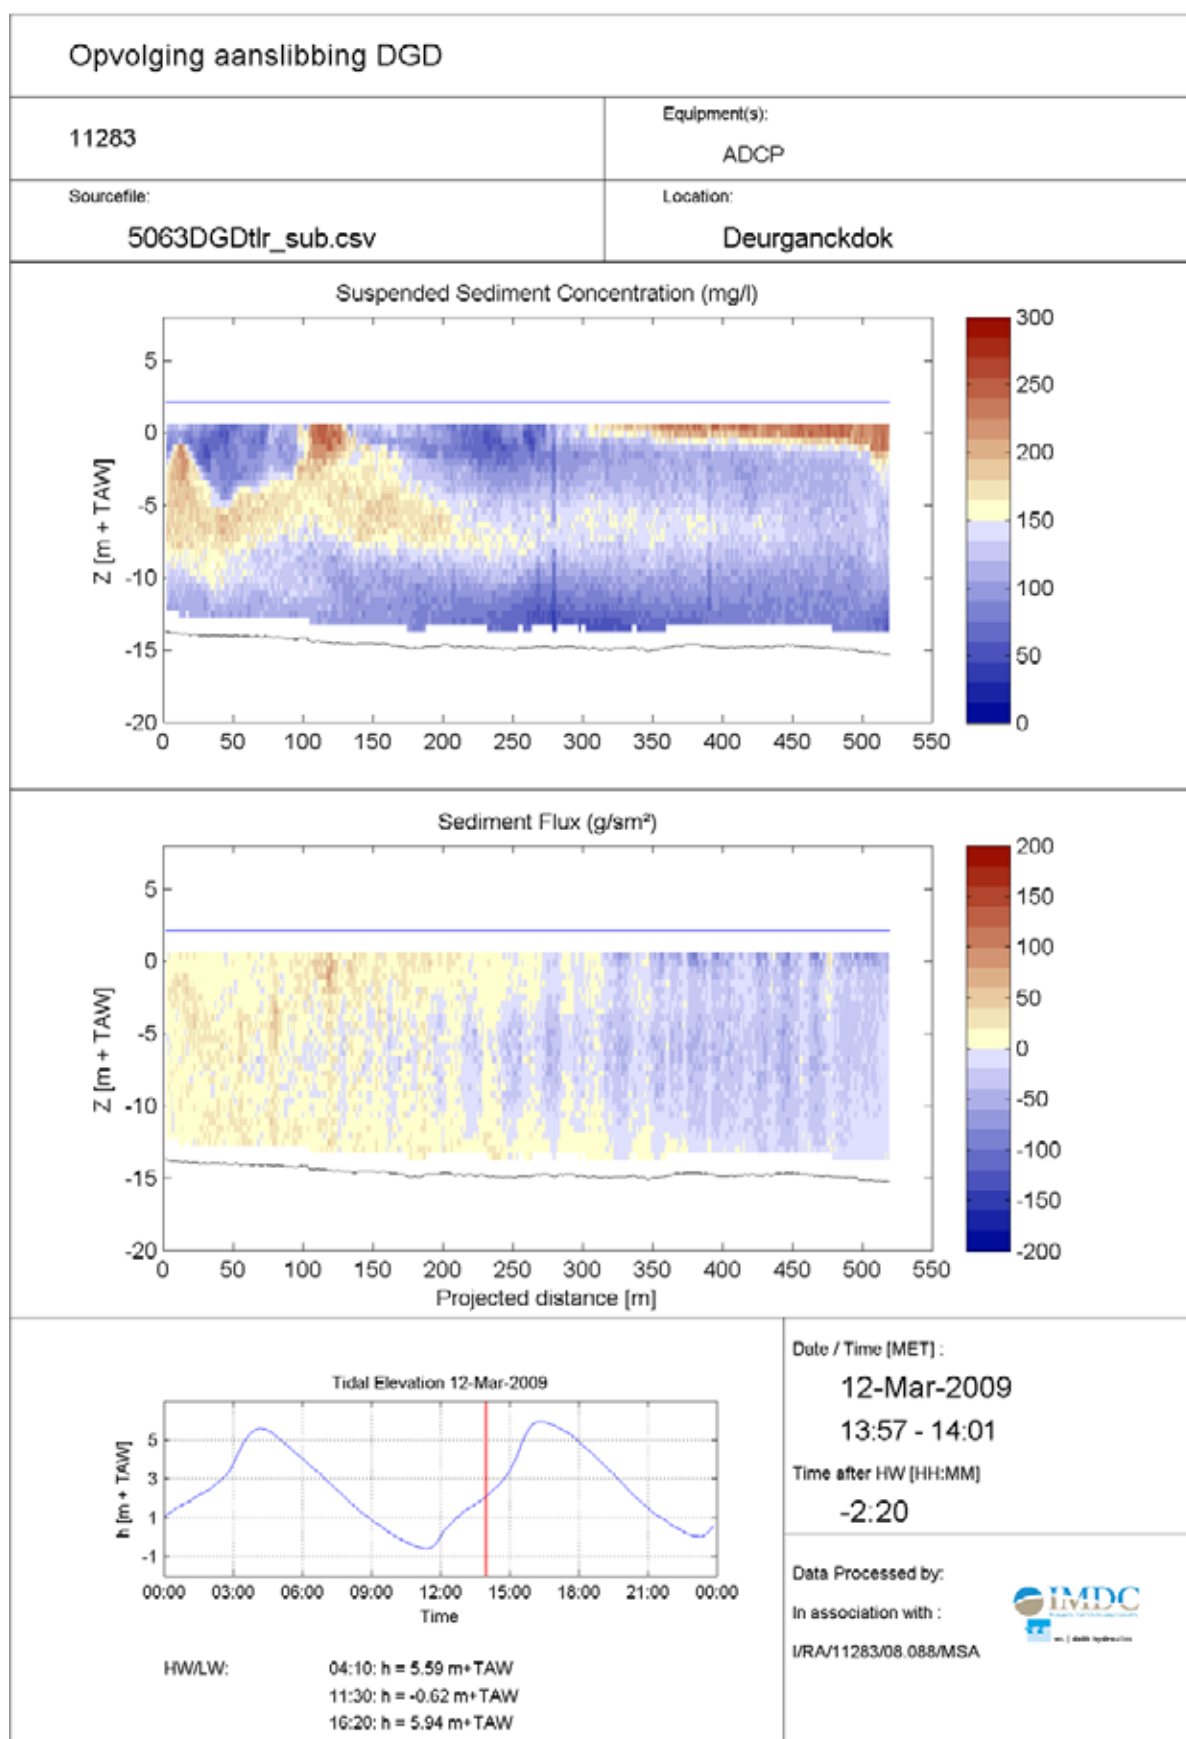 Opvolging aanslibbing DGD
11283
Equipment(s):
ADCP
Sourcefile:
5063DGDtlr_sub.csv
Location:
Deurganckdok
Suspended Sediment Concentration (mg/l)
Z [m + TAW]
5
0
-5
-10
-15
-20
0 50 100 150 200 250 300 350 400 450 500 550
300
250
200
150
100
50
0
Sediment Flux (g/sm²)
Z [m + TAW]
5
0
-5
-10
-15
-20
0 50 100 150 200 250 300 350 400 450 500 550
Projected distance [m]
200
150
100
50
0
-50
-100
-150
-200
Tidal Elevation 12-Mar-2009
h [m + TAW]
5
3
1
-1
00:00 03:00 06:00 09:00 12:00 15:00 18:00 21:00 00:00
Time
HW/LW:
04:10: h = 5.59 m+TAW
11:30: h = -0.62 m+TAW
16:20: h = 5.94 m+TAW
Date / Time [MET] :
12-Mar-2009
13:57 - 14:01
Time after HW [HH:MM]
-2:20
Data Processed by:
In association with :
I/RA/11283/08.088/MSA
IMDC
wl | delft hydraulics